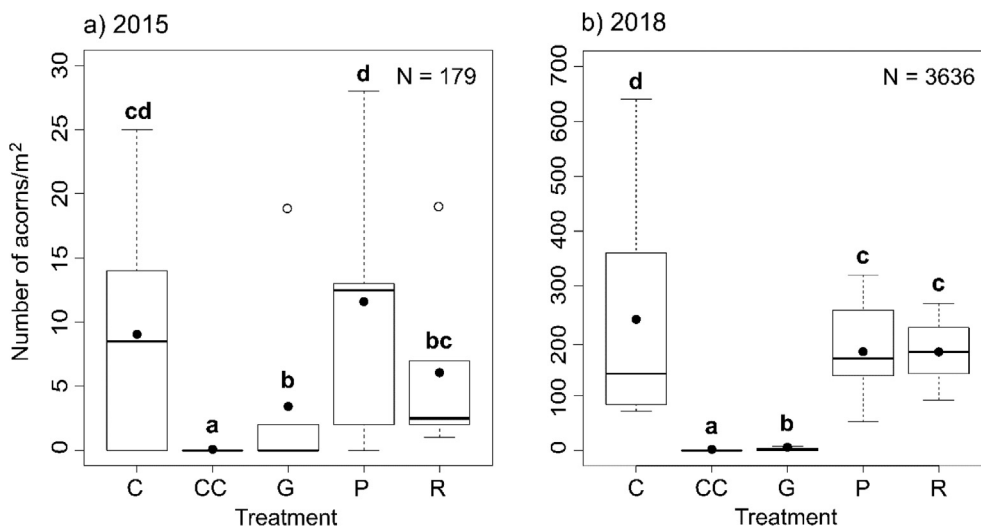 a) 2015
N = 179
Number of acorns/m²
30
25
20
15
10
5
0
cd
a
b
d
bc
C CC G P R
Treatment
b) 2018
N = 3636
700
600
500
400
300
200
100
0
d
a
b
c
c
C CC G P R
Treatment